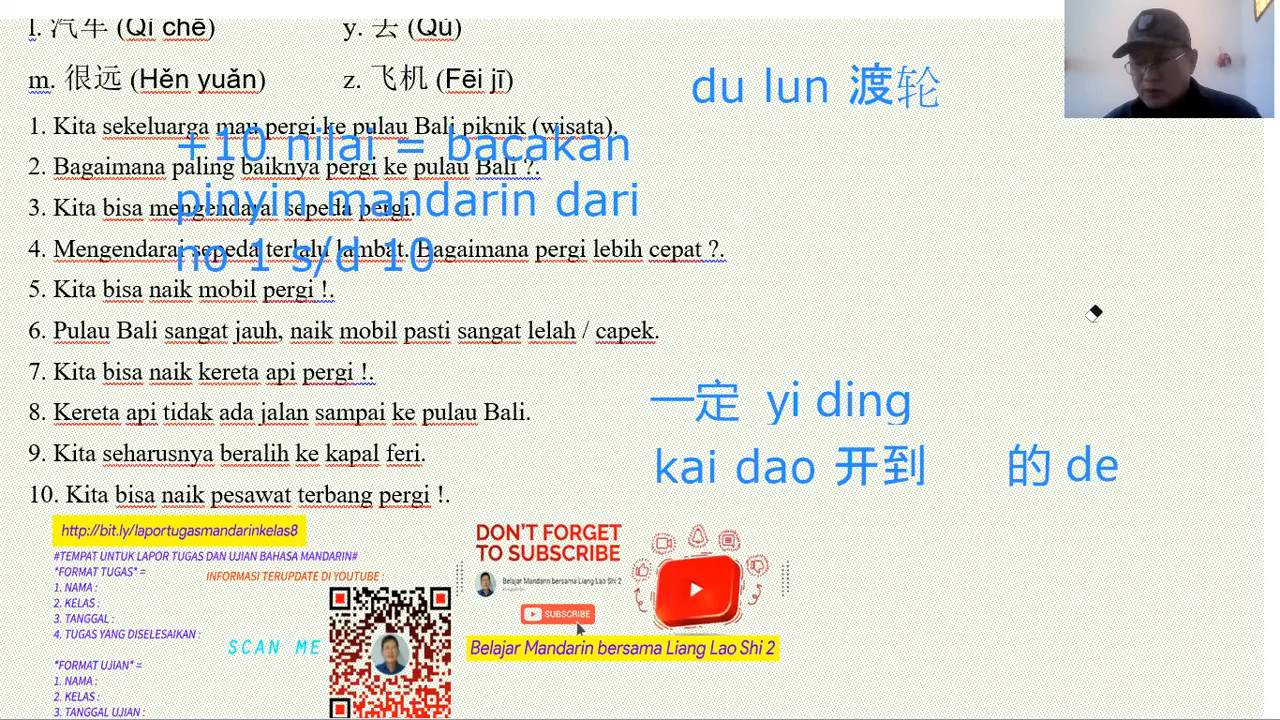 l. 汽车 (Qì chē)
y. 去 (Qù)
m. 很远 (Hěn yuǎn)
z. 飞机 (Fēi jī)
du lun 渡轮
1. Kita sekeluarga mau pergi ke pulau Bali piknik (wisata).
+10 nilai = bacakan
2. Bagaimana paling baiknya pergi ke pulau Bali ?.
pinyin mandarin dari
3. Kita bisa mengendarai sepeda pergi.
4. Mengendarai sepeda terlalu lambat. Bagaimana pergi lebih cepat ?.
no 1 s/d 10
5. Kita bisa naik mobil pergi !.
6. Pulau Bali sangat jauh, naik mobil pasti sangat lelah / capek.
7. Kita bisa naik kereta api pergi !.
一定 yi ding
8. Kereta api tidak ada jalan sampai ke pulau Bali.
9. Kita seharusnya beralih ke kapal feri.
kai dao 开到 的 de
10. Kita bisa naik pesawat terbang pergi !.
http://bit.ly/laportugasmandarinkelas8
#TEMPAT UNTUK LAPOR TUGAS DAN UJIAN BAHASA MANDARIN#
*FORMAT TUGAS* =
1. NAMA :
2. KELAS :
3. TANGGAL :
4. TUGAS YANG DISELESAIKAN :
*FORMAT UJIAN* =
1. NAMA :
2. KELAS :
3. TANGGAL UJIAN :
INFORMASI TERUPDATE DI YOUTUBE :
SCAN ME
DON'T FORGET
TO SUBSCRIBE
Belajar Mandarin bersama Liang Lao Shi 2
SUBSCRIBE
Belajar Mandarin bersama Liang Lao Shi 2